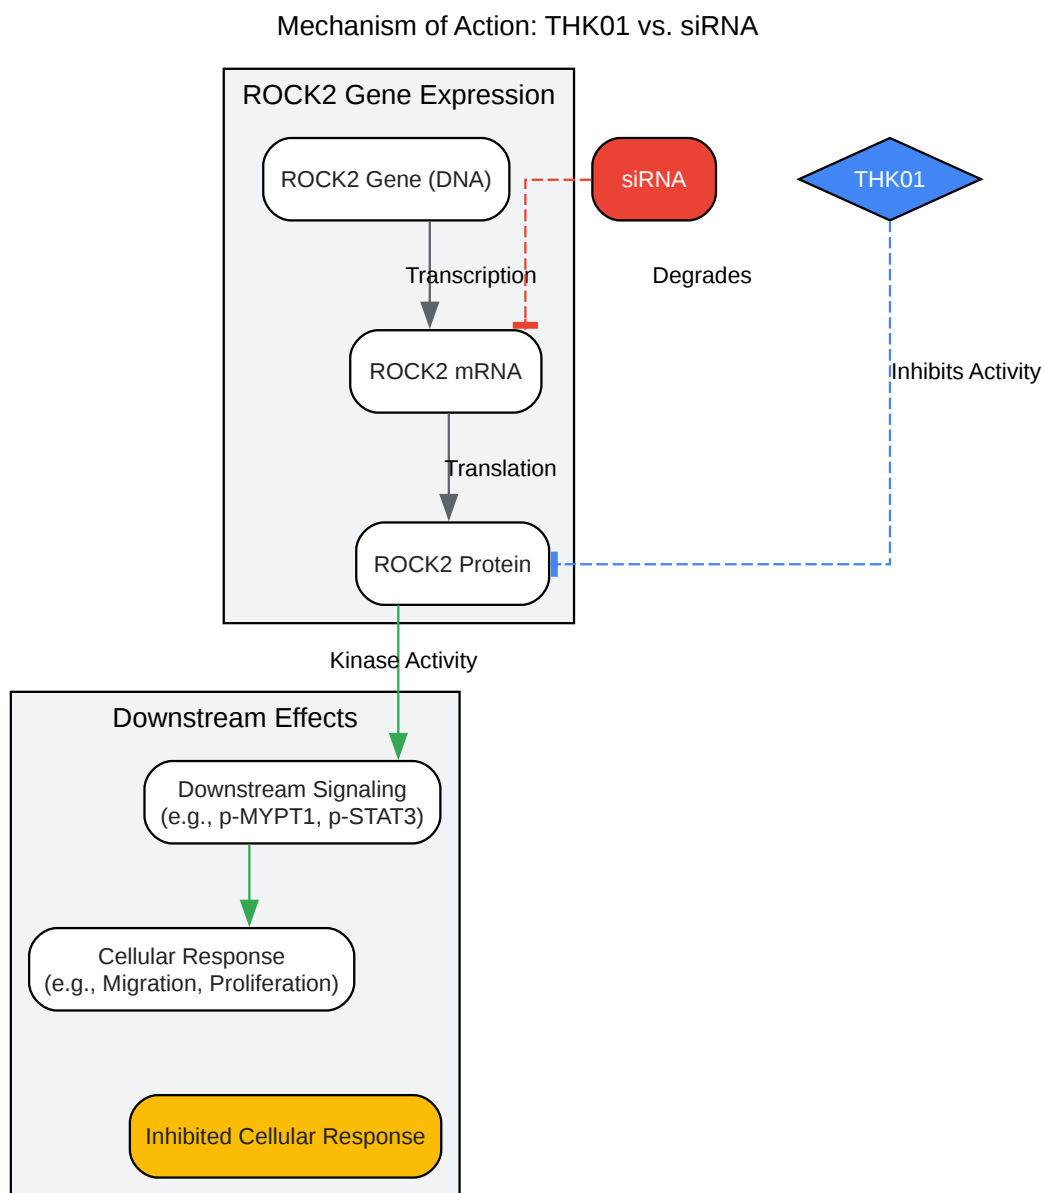 Mechanism of Action: THK01 vs. siRNA
ROCK2 Gene Expression
ROCK2 Gene (DNA)
siRNA
THK01
Transcription
Degrades
ROCK2 mRNA
Inhibits Activity
Translation
ROCK2 Protein
Kinase Activity
Downstream Effects
Downstream Signaling
(e.g., p-MYPT1, p-STAT3)
Cellular Response
(e.g., Migration, Proliferation)
Inhibited Cellular Response